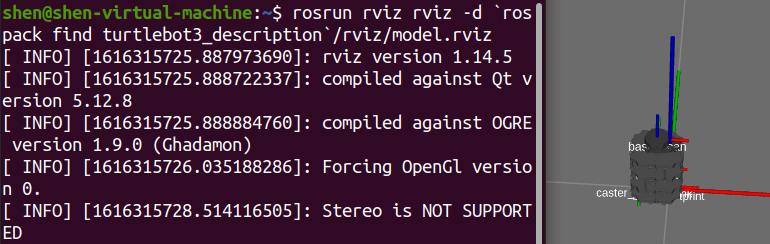 shen@shen-virtual-machine:~$ rosrun rviz rviz -d `ros
pack find turtlebot3_description`/rviz/model.rviz
[ INFO] [1616315725.887973690]: rviz version 1.14.5
[ INFO] [1616315725.888722337]: compiled against Qt v
ersion 5.12.8
[ INFO] [1616315725.888884760]: compiled against OGRE
 version 1.9.0 (Ghadamon)
[ INFO] [1616315726.035188286]: Forcing OpenGl versio
n 0.
[ INFO] [1616315728.514116505]: Stereo is NOT SUPPORT
ED